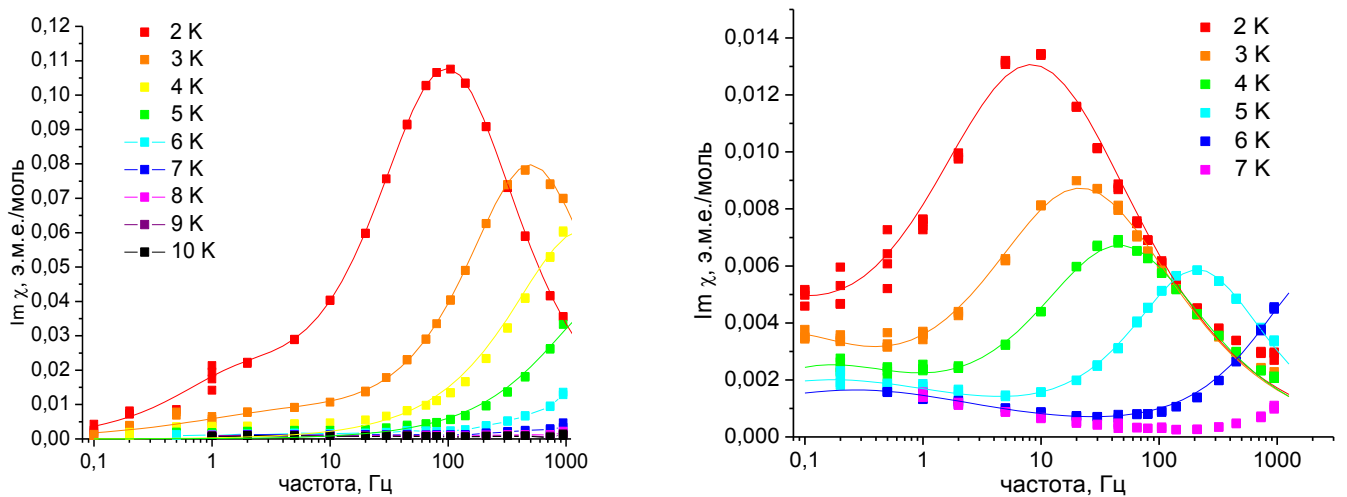 Im χ, э.м.е./моль
0,12
0,11
0,10
0,09
0,08
0,07
0,06
0,05
0,04
0,03
0,02
0,01
0,00
0,1
1
10
100
1000
частота, Гц
2 K
3 K
4 K
5 K
6 K
7 K
8 K
9 K
10 K
Im χ, э.м.е./моль
0,014
0,012
0,010
0,008
0,006
0,004
0,002
0,000
0,1
1
10
100
1000
частота, Гц
2 K
3 K
4 K
5 K
6 K
7 K